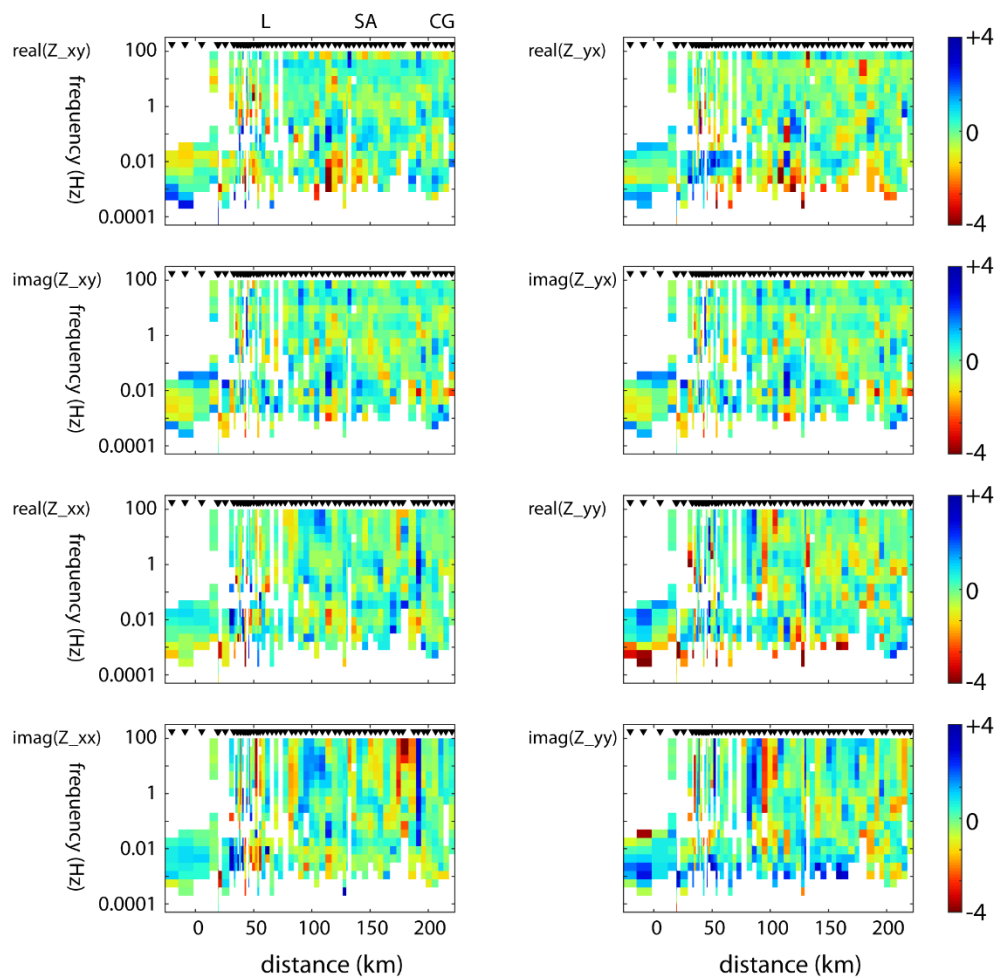 L SA CG
real(Z_xy) 100 real(Z_yx) +4
frequency (Hz) 1 0
0.01
0.0001 -4
imag(Z_xy) 100 imag(Z_yx) +4
frequency (Hz) 1 0
0.01
0.0001 -4
real(Z_xx) 100 real(Z_yy) +4
frequency (Hz) 1 0
0.01
0.0001 -4
imag(Z_xx) 100 imag(Z_yy) +4
frequency (Hz) 1 0
0.01
0.0001 -4
0 50 100 150 200 0 50 100 150 200
distance (km) distance (km)